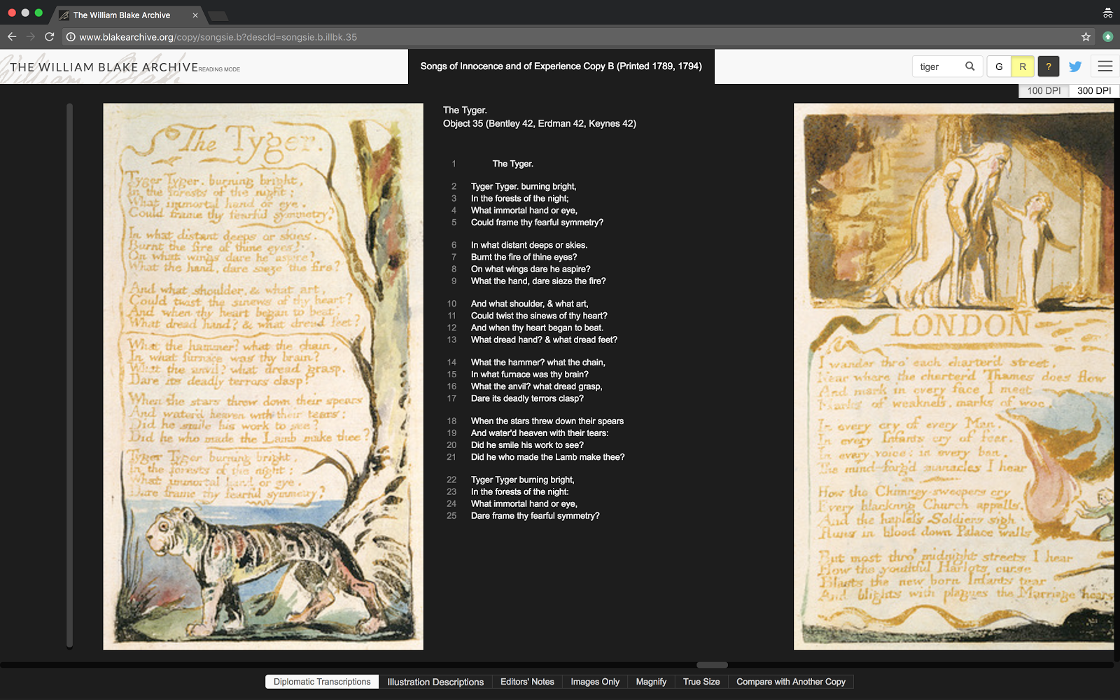 The William Blake Archive
www.blakearchive.org/copy/songsie.b?descId=songsie.b.illbk.35
THE WILLIAM BLAKE ARCHIVE READING MODE
Songs of Innocence and of Experience Copy B (Printed 1789, 1794)
tiger
G R ?
100 DPI 300 DPI
The Tyger.
Tyger Tyger. burning bright,
In the forests of the night;
What immortal hand or eye.
Could frame thy fearful symmetry?
In what distant deeps or skies.
Burnt the fire of thine eyes?
On what wings dare he aspire?
What the hand, dare sieze the fire?
And what shoulder, & what art,
Could twist the sinews of thy heart?
And when thy heart began to beat.
What dread hand? & what dread feet?
What the hammer? what the chain,
In what furnace was thy brain?
What the anvil? what dread grasp.
Dare its deadly terrors clasp!
When the stars threw down their spears
And water'd heaven with their tears:
Did he smile his work to see?
Did he who made the Lamb make thee?
Tyger Tyger burning bright,
In the forests of the night:
What immortal hand or eye.
Dare frame thy fearful symmetry?
The Tyger.
Object 35 (Bentley 42, Erdman 42, Keynes 42)
1 The Tyger.
2 Tyger Tyger. burning bright,
3 In the forests of the night;
4 What immortal hand or eye,
5 Could frame thy fearful symmetry?
6 In what distant deeps or skies.
7 Burnt the fire of thine eyes?
8 On what wings dare he aspire?
9 What the hand, dare sieze the fire?
10 And what shoulder, & what art,
11 Could twist the sinews of thy heart?
12 And when thy heart began to beat.
13 What dread hand? & what dread feet?
14 What the hammer? what the chain,
15 In what furnace was thy brain?
16 What the anvil? what dread grasp,
17 Dare its deadly terrors clasp?
18 When the stars threw down their spears
19 And water'd heaven with their tears:
20 Did he smile his work to see?
21 Did he who made the Lamb make thee?
22 Tyger Tyger burning bright,
23 In the forests of the night:
24 What immortal hand or eye,
25 Dare frame thy fearful symmetry?
LONDON
I wander thro' each charter'd street,
Near where the charter'd Thames does flow
And mark in every face I meet
Marks of weakness, marks of woe.
In every cry of every Man,
In every Infants cry of fear,
In every voice; in every ban,
The mind-forg'd manacles I hear
How the Chimney-sweepers cry
Every blackning Church appalls,
And the hapless Soldiers sigh
Runs in blood down Palace walls
But most thro' midnight streets I hear
How the youthful Harlots curse
Blasts the new born Infants tear
And blights with plagues the Marriage hears
Diplomatic Transcriptions Illustration Descriptions Editors' Notes Images Only Magnify True Size Compare with Another Copy